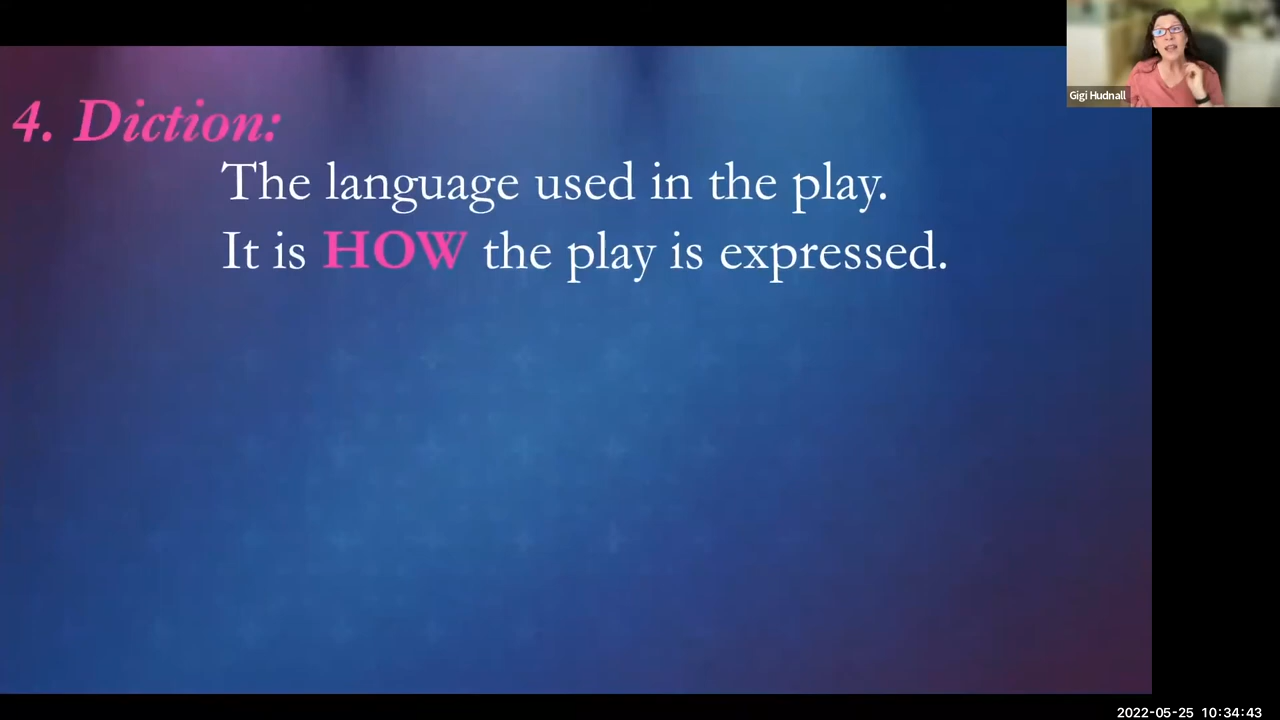 4. Diction:
The language used in the play.
It is HOW the play is expressed.
Gigi Hudnall
2022-05-25 10:34:43